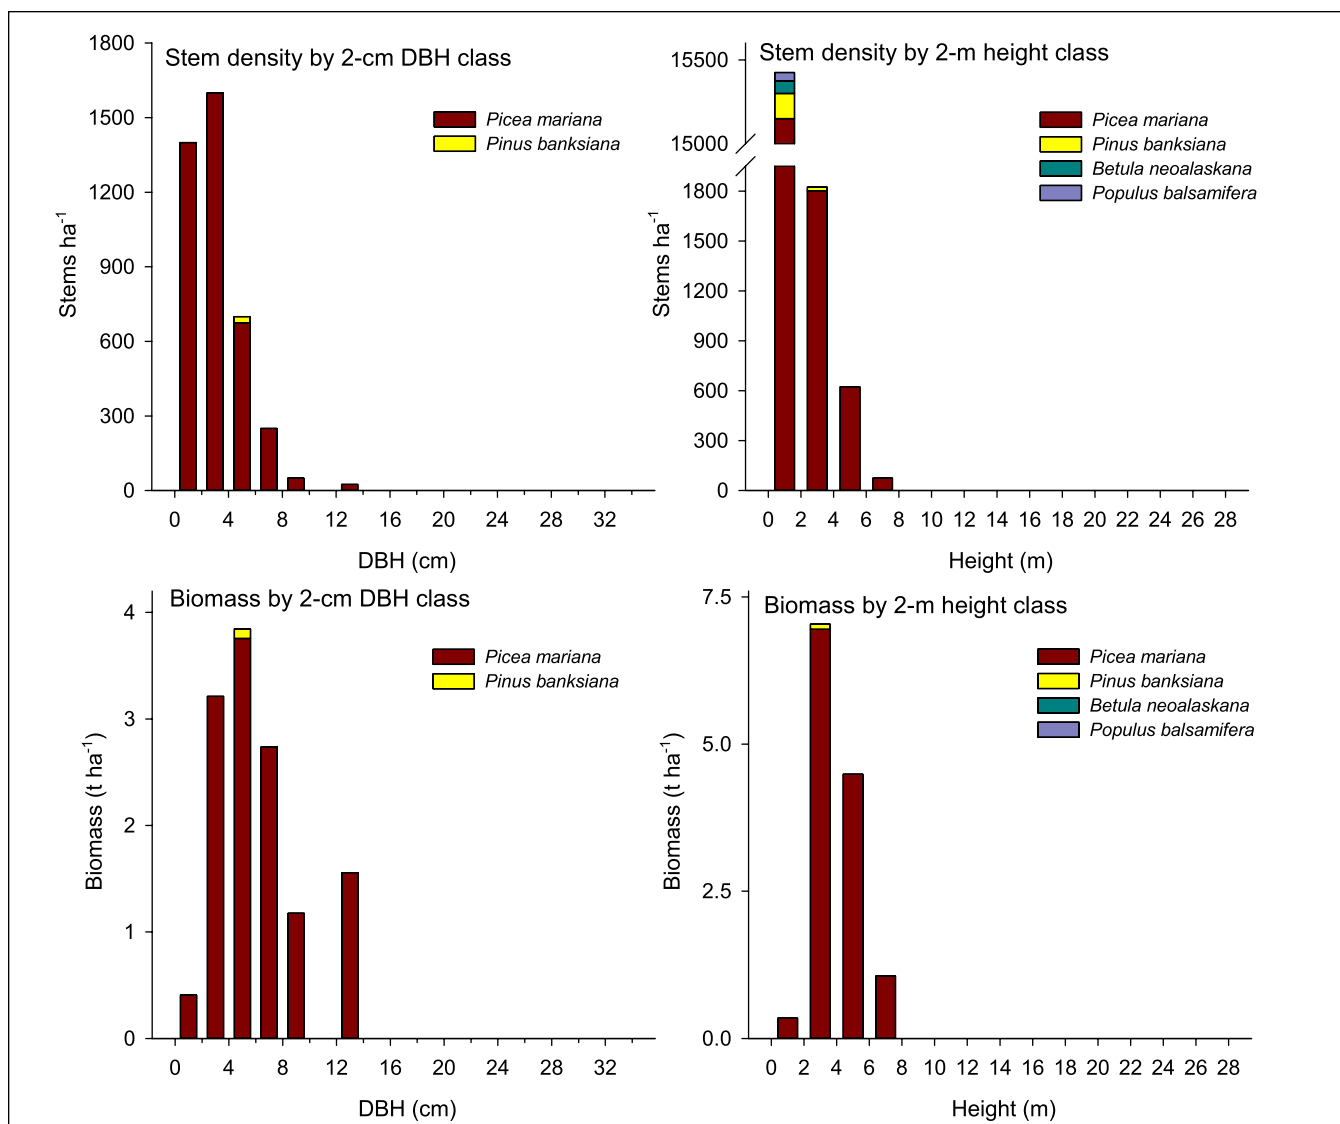 Stem density by 2-cm DBH class
Picea mariana
Pinus banksiana
Stems ha-1
1800
1500
1200
900
600
300
0
0 4 8 12 16 20 24 28 32
DBH (cm)
Stem density by 2-m height class
Picea mariana
Pinus banksiana
Betula neoalaskana
Populus balsamifera
Stems ha-1
15500
15000
1800
1500
1200
900
600
300
0
0 2 4 6 8 10 12 14 16 18 20 22 24 26 28
Height (m)
Biomass by 2-cm DBH class
Picea mariana
Pinus banksiana
Biomass (t ha-1)
4
3
2
1
0
0 4 8 12 16 20 24 28 32
DBH (cm)
Biomass by 2-m height class
Picea mariana
Pinus banksiana
Betula neoalaskana
Populus balsamifera
Biomass (t ha-1)
7.5
5.0
2.5
0.0
0 2 4 6 8 10 12 14 16 18 20 22 24 26 28
Height (m)